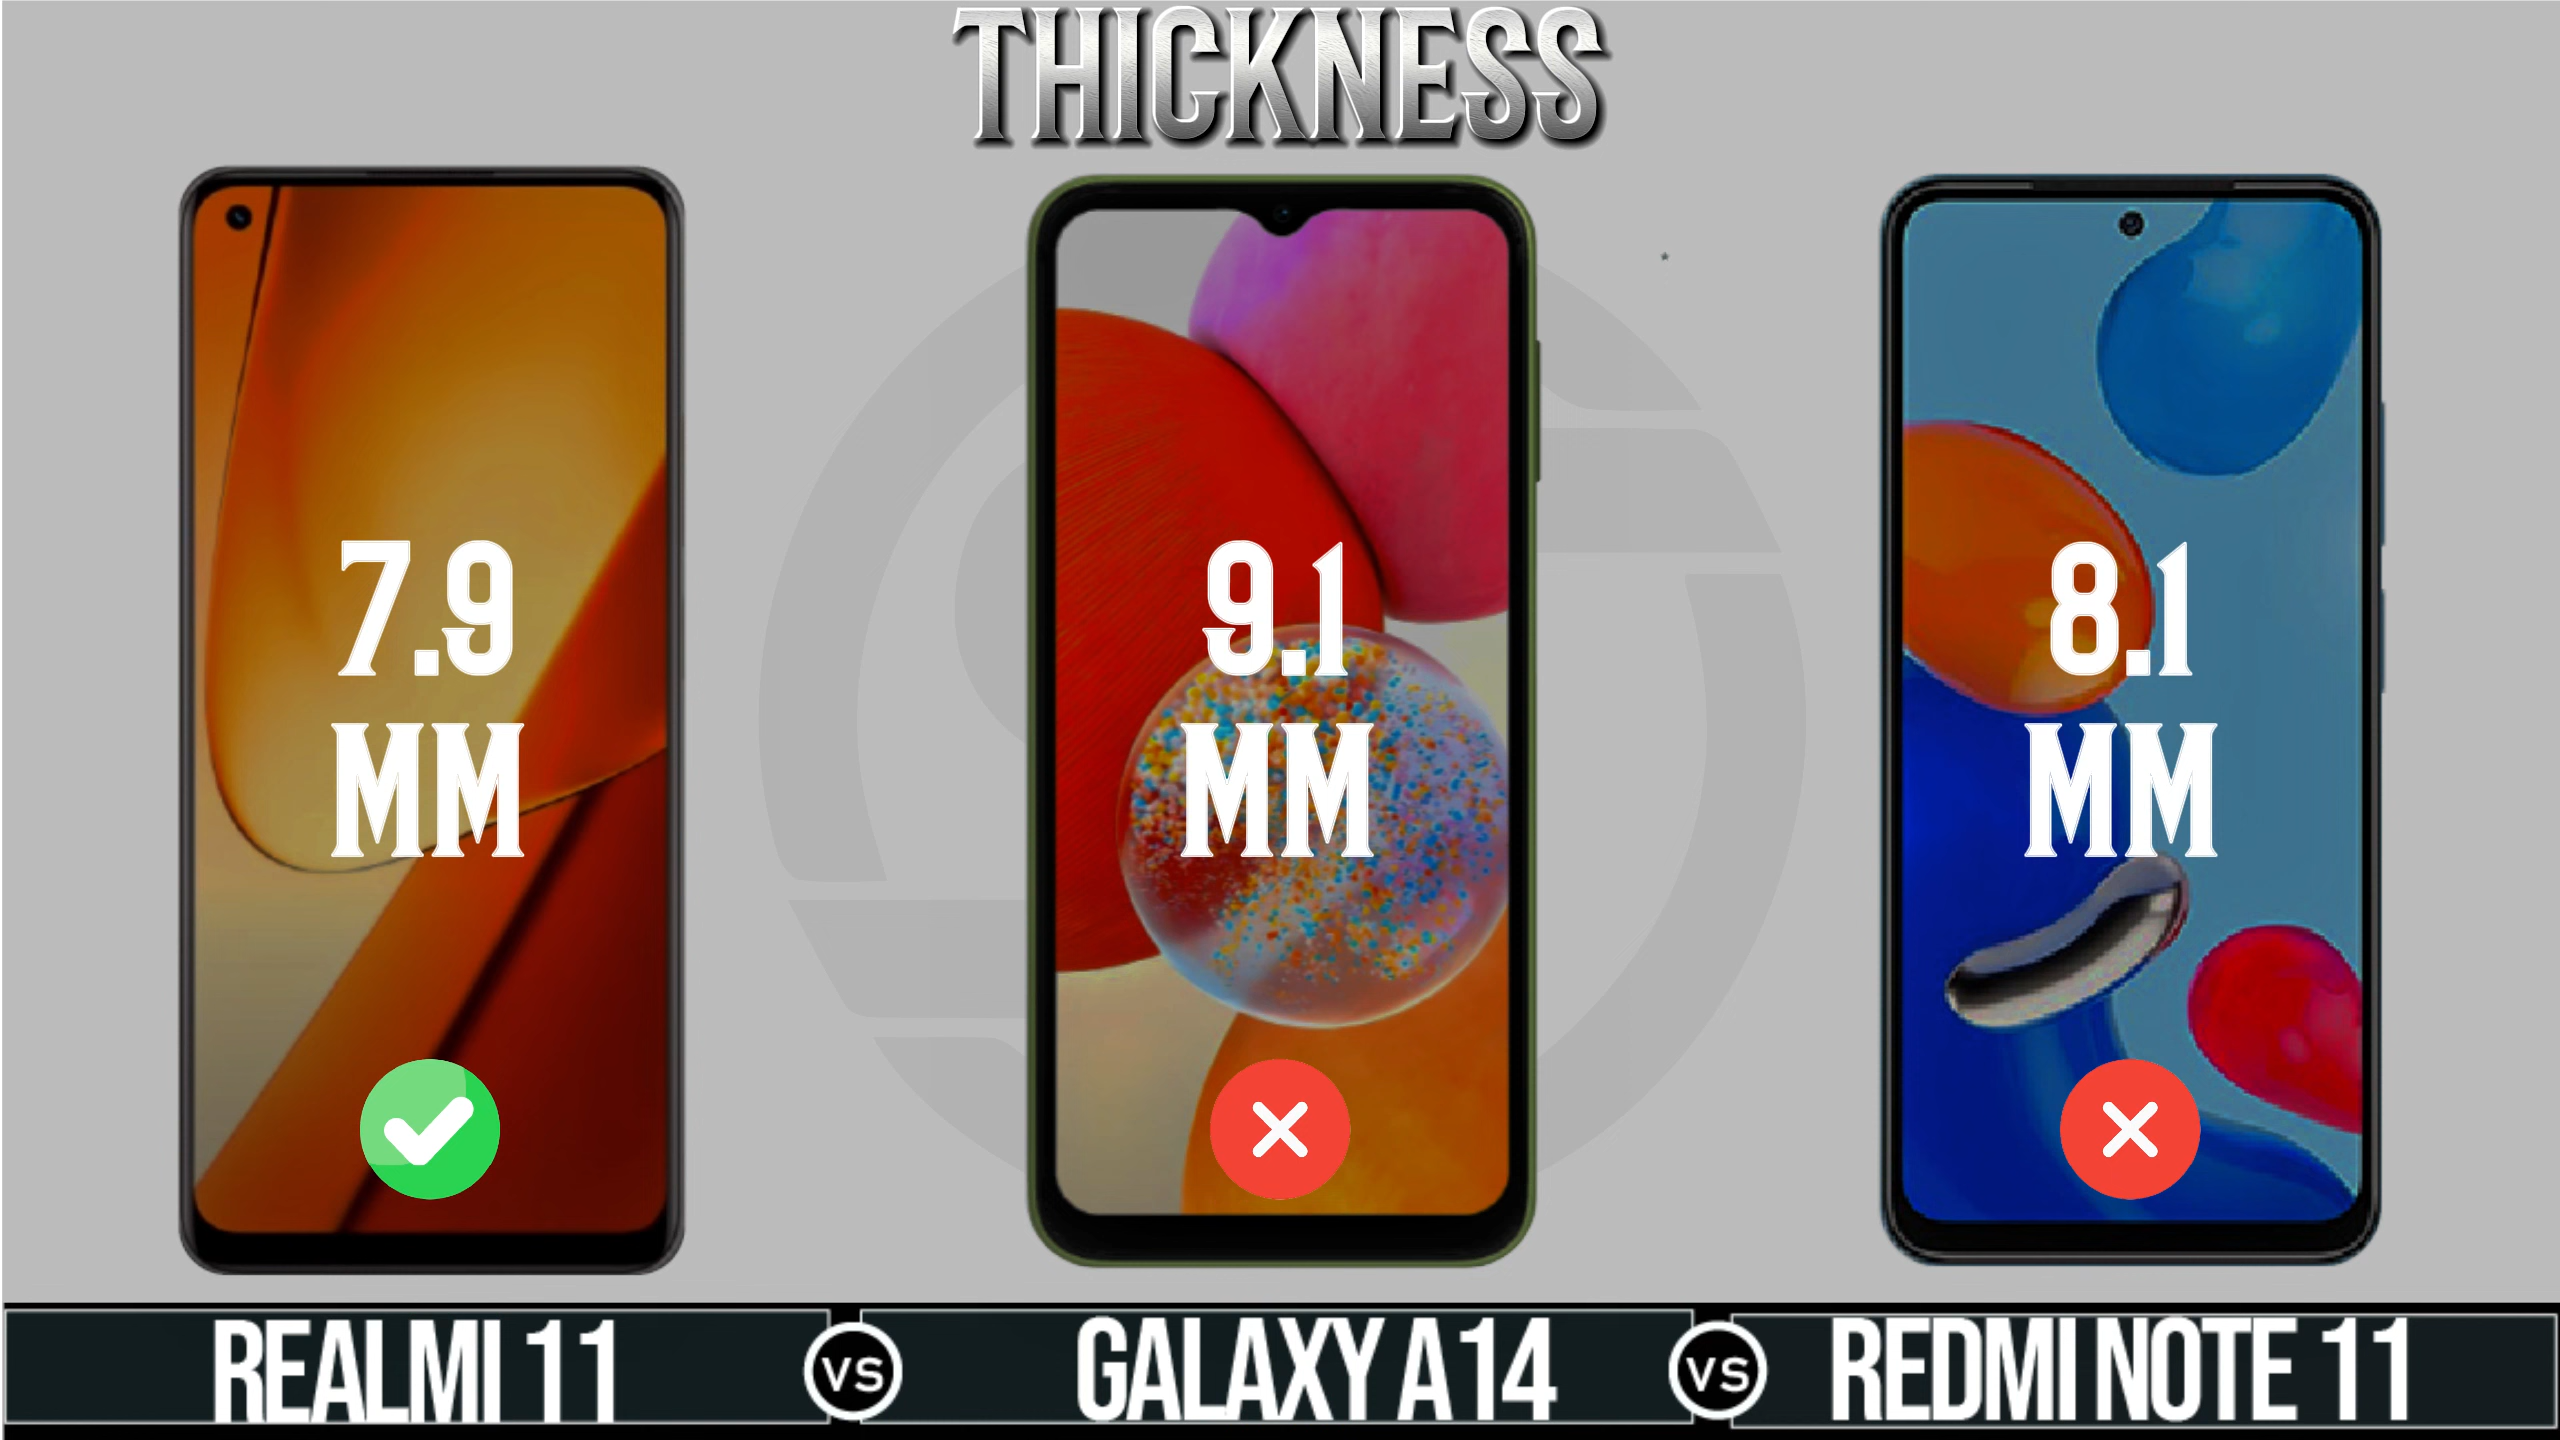 THICKNESS
7.9
MM
9.1
MM
8.1
MM
REALMI 11
VS
GALAXY A14
VS
REDMI NOTE 11